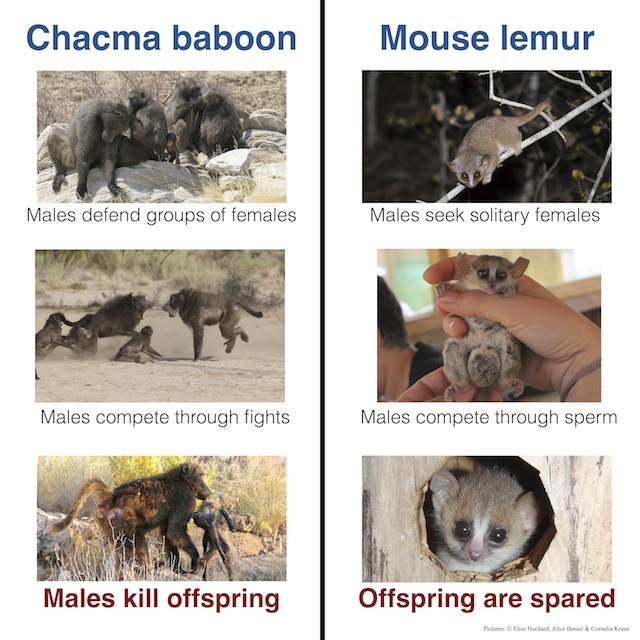 Chacma baboon
Males defend groups of females
Males compete through fights
Males kill offspring
Mouse lemur
Males seek solitary females
Males compete through sperm
Offspring are spared
Pictures: © Elise Huchard, Alice Baniel & Cornelia Kraus